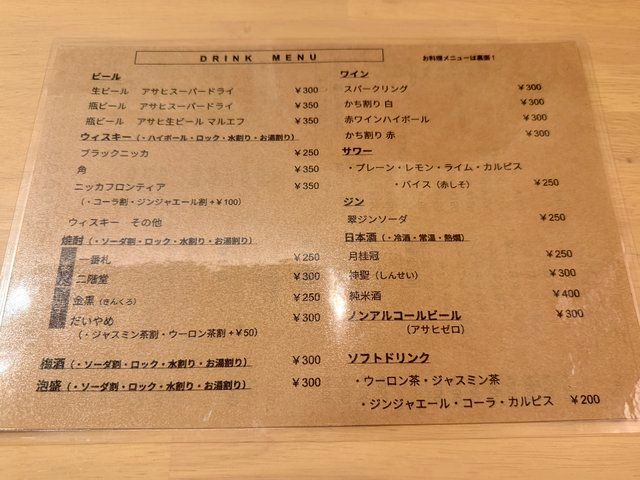 DRINK MENU
お料理メニューは裏面！
ビール
生ビール アサヒスーパードライ ￥300
瓶ビール アサヒスーパードライ ￥350
瓶ビール アサヒ生ビール マルエフ ￥350
ウィスキー（・ハイボール・ロック・水割り・お湯割り）
ブラックニッカ ￥250
角 ￥350
ニッカフロンティア ￥350
（・コーラ割・ジンジャエール割 +￥100）
ウィスキー その他
焼酎（・ソーダ割・ロック・水割り・お湯割り）
一番札 ￥250
二階堂 ￥300
金黒（きんくろ） ￥250
だいやめ ￥300
（・ジャスミン茶割・ウーロン茶割 +￥50）
梅酒（・ソーダ割・ロック・水割り・お湯割り） ￥300
泡盛（・ソーダ割・ロック・水割り・お湯割り） ￥300
ワイン
スパークリング ￥300
かち割り 白 ￥300
赤ワインハイボール ￥300
かち割り 赤 ￥300
サワー
・プレーン・レモン・ライム・カルピス
・バイス（赤しそ） ￥250
ジン
翠ジンソーダ ￥250
日本酒（・冷酒・常温・熱燗）
月桂冠 ￥250
神聖（しんせい） ￥300
純米酒 ￥400
ノンアルコールビール ￥300
（アサヒゼロ）
ソフトドリンク
・ウーロン茶・ジャスミン茶
・ジンジャエール・コーラ・カルピス ￥200